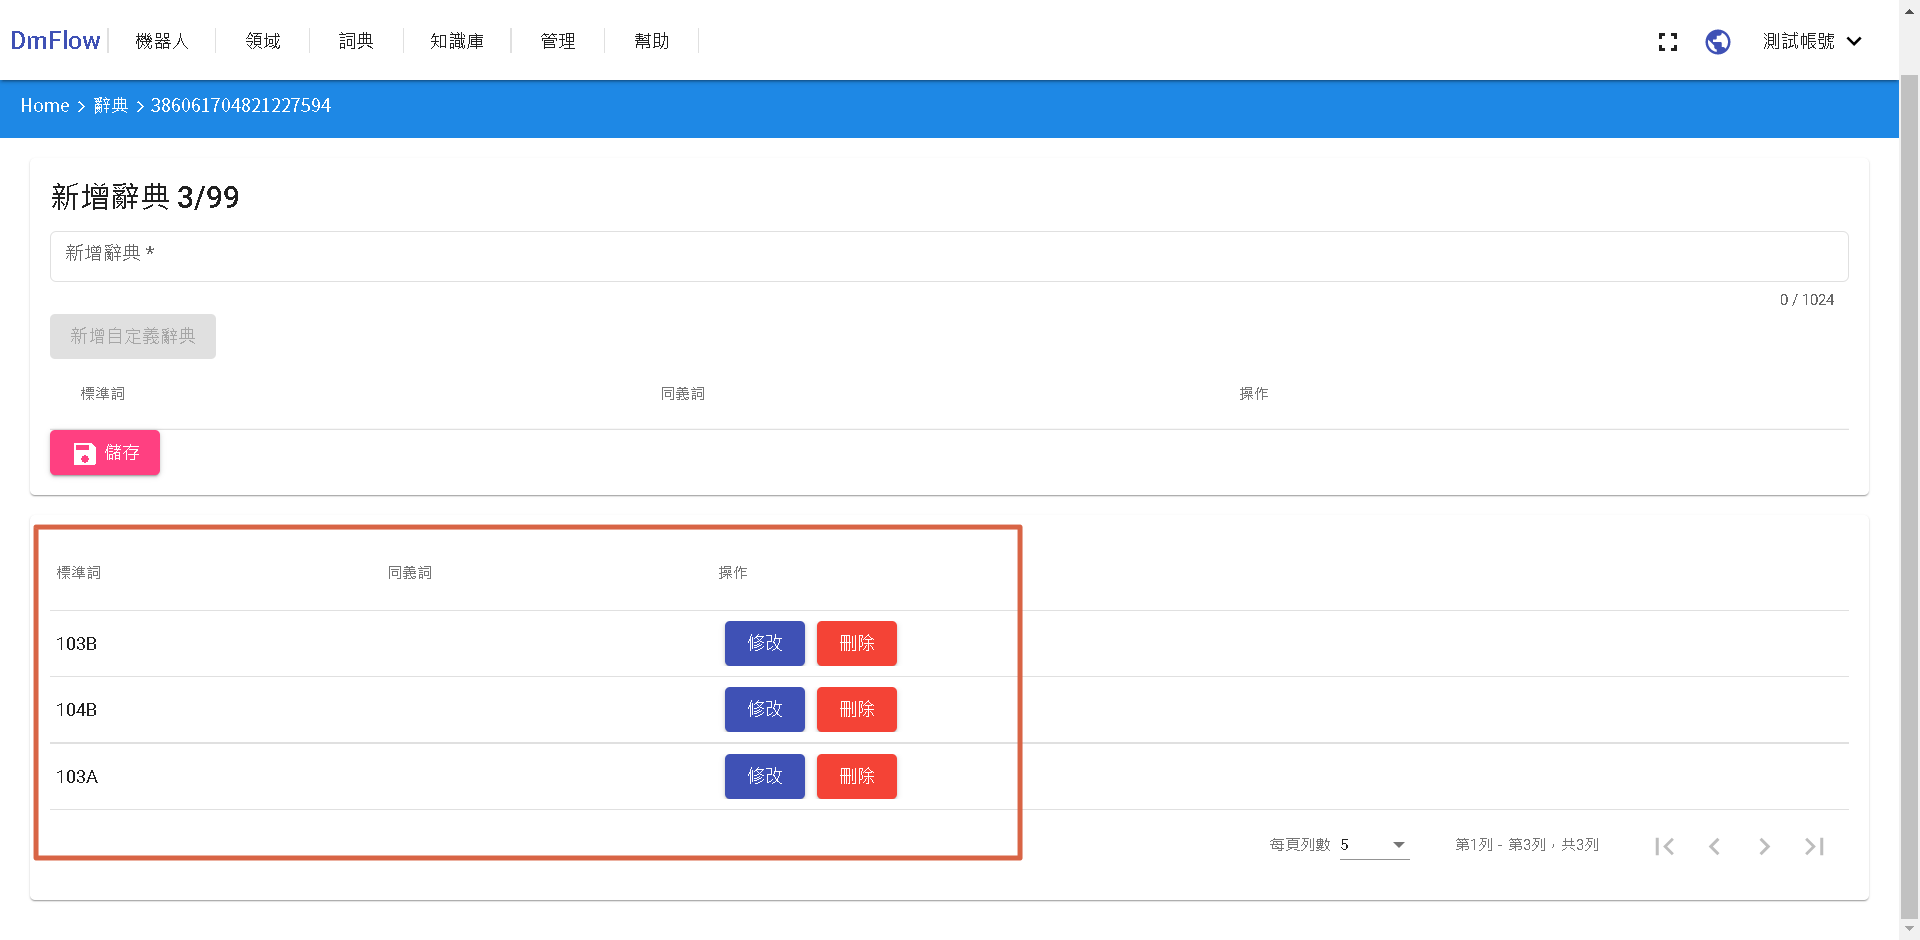 DmFlow 機器人 領域 詞典 知識庫 管理 幫助 測試帳號
Home > 辭典 > 386061704821227594
新增辭典 3/99
新增辭典 *
0 / 1024
新增自定義辭典
標準詞 同義詞 操作
儲存
標準詞 同義詞 操作
103B 修改 刪除
104B 修改 刪除
103A 修改 刪除
每頁列數 5 第1列 - 第3列，共3列